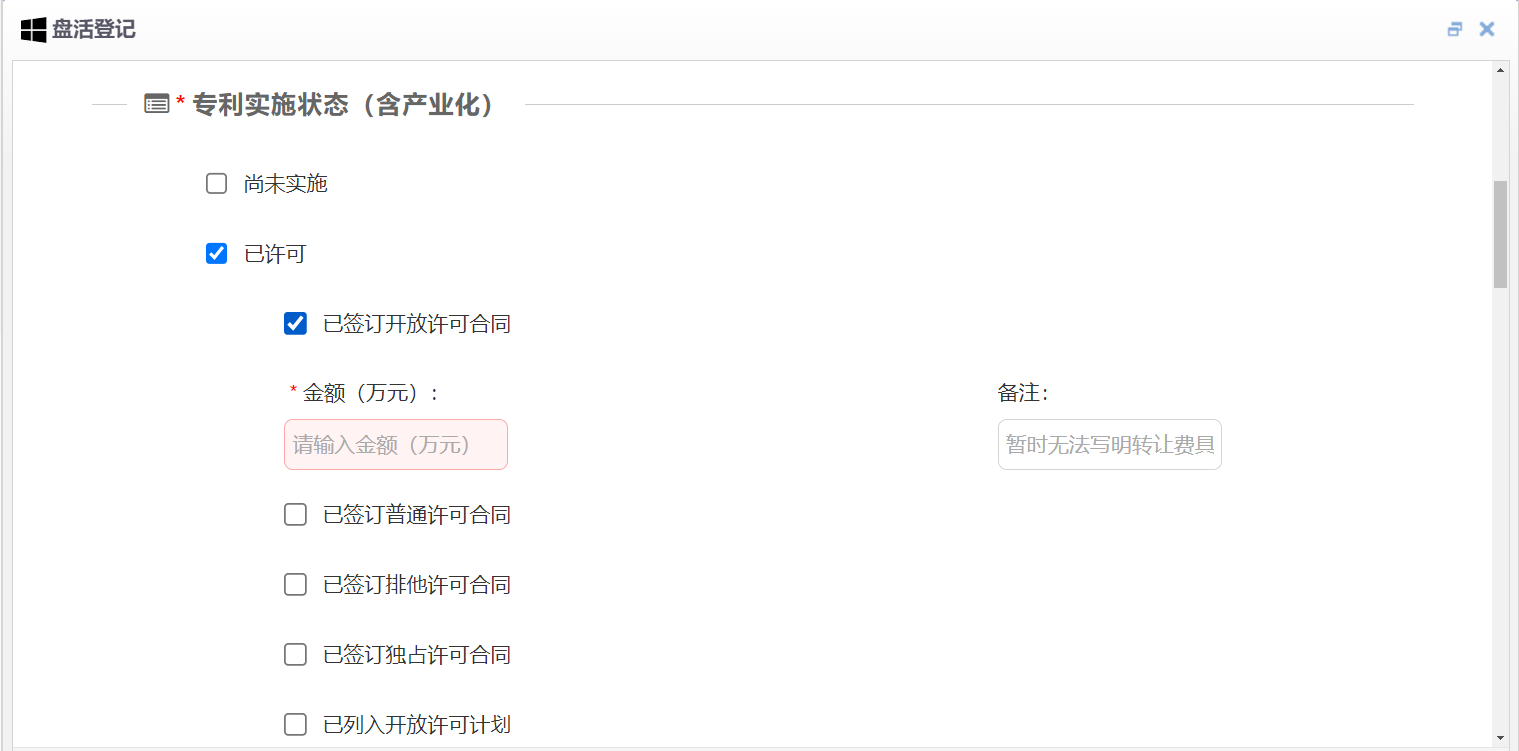 盘活登记
* 专利实施状态（含产业化）
尚未实施
已许可
已签订开放许可合同
* 金额（万元）: 备注:
请输入金额（万元） 暂时无法写明转让费具
已签订普通许可合同
已签订排他许可合同
已签订独占许可合同
已列入开放许可计划